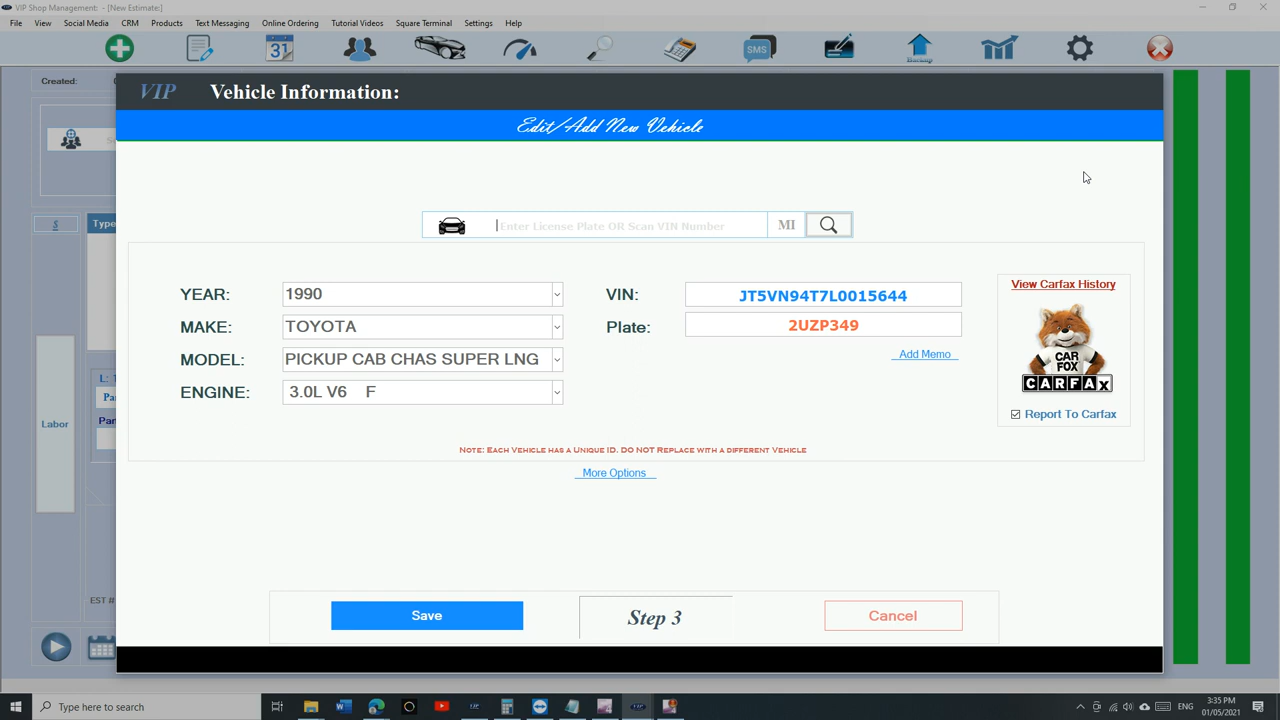 VIP Shop Management: - [New Estimate:]
File View Social Media CRM Products Text Messaging Online Ordering Tutorial Videos Square Terminal Settings Help
31
SMS
Backup
Created:
VIP Vehicle Information:
Edit/Add New Vehicle
Enter License Plate OR Scan VIN Number MI
$
Type
YEAR: 1990
VIN: JT5VN94T7L0015644
View Carfax History
MAKE: TOYOTA
Plate: 2UZP349
MODEL: PICKUP CAB CHAS SUPER LNG
Add Memo
CAR
FOX
CARFAX
ENGINE: 3.0L V6 F
Report To Carfax
L:
Pa
Par
Labor
Note: Each Vehicle has a Unique ID. DO NOT Replace with a different Vehicle
More Options
EST #
Save
Step 3
Cancel
Type here to search
ENG
3:35 PM
01/05/2021